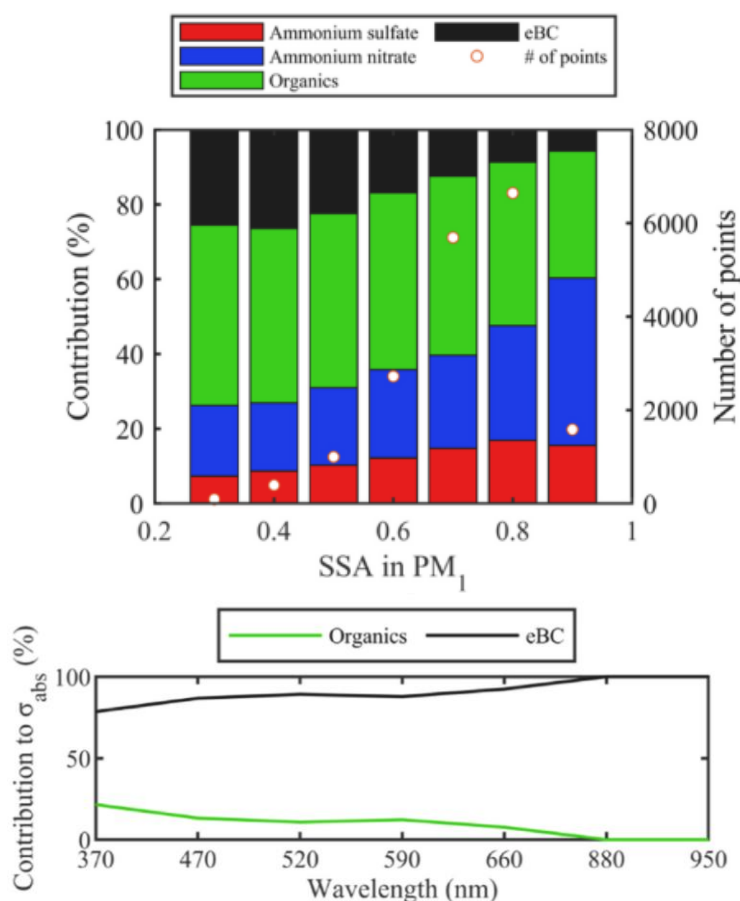 Ammonium sulfate eBC
Ammonium nitrate # of points
Organics
100 8000
80
6000
60
4000
40
2000
20
0 0
0.2 0.4 0.6 0.8 1
Contribution (%)
Number of points
SSA in PM1
Organics eBC
100
50
0
370 470 520 590 660 880 950
Contribution to σabs (%)
Wavelength (nm)